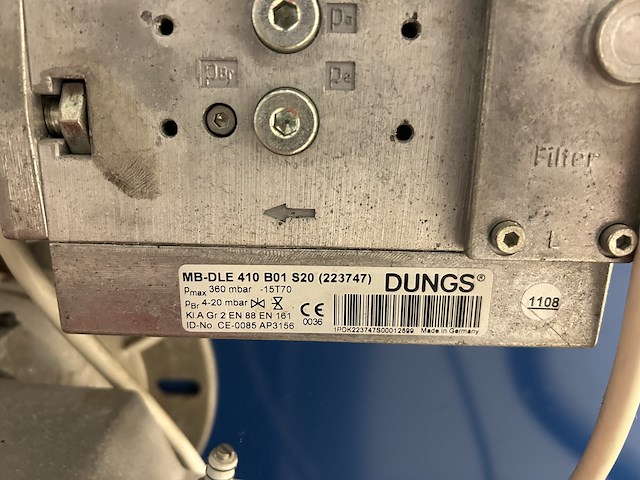 pa
pBr
pe
Filter
L
MB-DLE 410 B01 S20 (223747)
DUNGS®
pmax 360 mbar -15T70
pBr 4-20 mbar
Kl A Gr 2 EN 88 EN 161
ID-No CE-0085 AP3156
CE
0036
1PDK223747S00012899 Made in Germany
1108